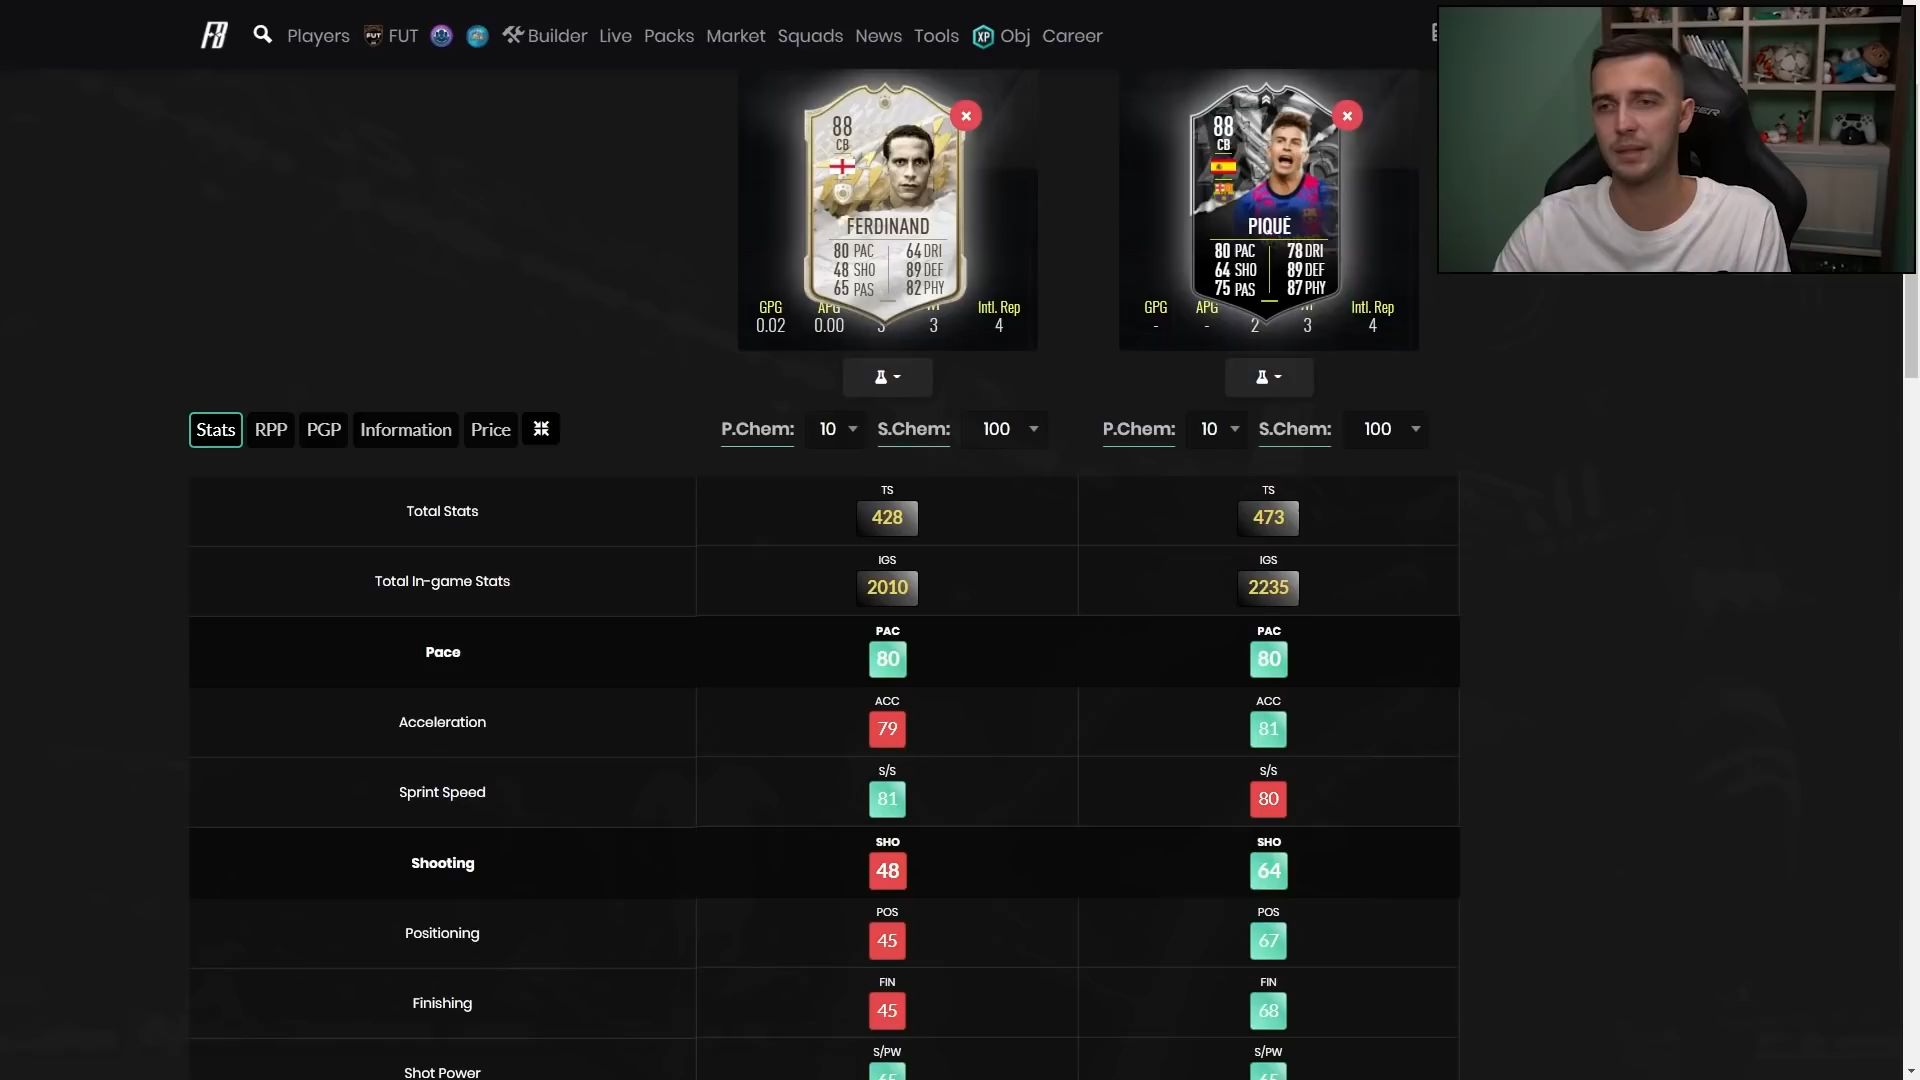 Players FUT Builder Live Packs Market Squads News Tools XP Obj Career
88
CB
FERDINAND
80 PAC 64 DRI
48 SHO 89 DEF
65 PAS 82 PHY
GPG APG Intl. Rep
0.02 0.00 3 3 4
88
CB
PIQUÉ
80 PAC 78 DRI
64 SHO 89 DEF
75 PAS 87 PHY
GPG APG Intl. Rep
- - 2 3 4
Stats RPP PGP Information Price
P.Chem: 10 S.Chem: 100
P.Chem: 10 S.Chem: 100
TS TS
Total Stats 428 473
IGS IGS
Total In-game Stats 2010 2235
PAC PAC
Pace 80 80
ACC ACC
Acceleration 79 81
S/S S/S
Sprint Speed 81 80
SHO SHO
Shooting 48 64
POS POS
Positioning 45 67
FIN FIN
Finishing 45 68
S/PW S/PW
Shot Power 65 65